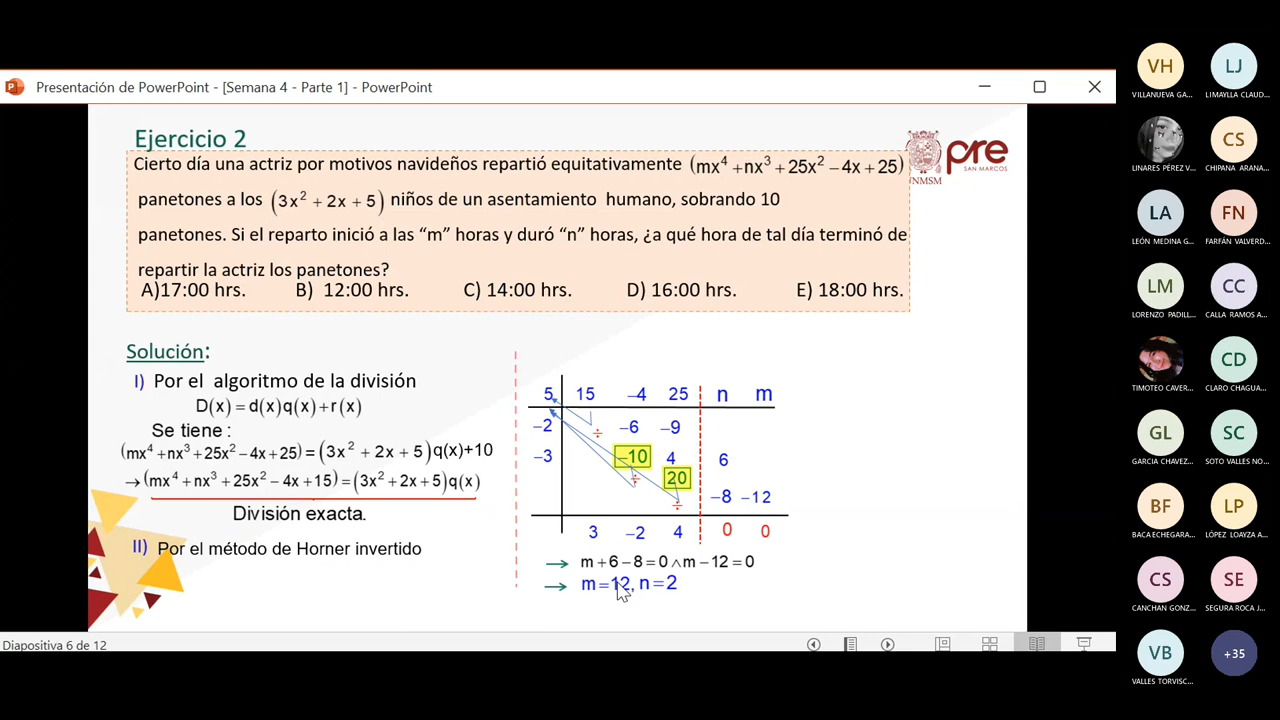 Presentación de PowerPoint - [Semana 4 - Parte 1] - PowerPoint
Ejercicio 2
Cierto día una actriz por motivos navideños repartió equitativamente (mx⁴ +nx³ +25x² −4x +25)
panetones a los (3x² +2x +5) niños de un asentamiento humano, sobrando 10
panetones. Si el reparto inició a las “m” horas y duró “n” horas, ¿a qué hora de tal día terminó de
repartir la actriz los panetones?
A)17:00 hrs. B) 12:00 hrs. C) 14:00 hrs. D) 16:00 hrs. E) 18:00 hrs.
UNMSM
pre
SAN MARCOS
Solución:
I) Por el algoritmo de la división
D(x) = d(x)q(x)+r(x)
Se tiene :
(mx⁴ +nx³ +25x² −4x +25) = (3x² +2x +5)q(x)+10
→ (mx⁴ +nx³ +25x² −4x +15) = (3x² +2x +5)q(x)
División exacta.
II) Por el método de Horner invertido
5 15 −4 25 n m
−2 ÷ −6 −9
−3 −10 4 6
÷ 20
÷ −8 −12
3 −2 4 0 0
→ m + 6 − 8 = 0 ∧ m − 12 = 0
→ m = 12, n = 2
Diapositiva 6 de 12
VH
VILLANUEVA GA...
LJ
LIMAYLLA CLAUD...
LINARES PÉREZ V...
CS
CHIPANA ARANA...
LA
LEÓN MEDINA G...
FN
FARFÁN VALVERD...
LM
LORENZO PADILL...
CC
CALLA RAMOS A...
TIMOTEO CAVER...
CD
CLARO CHAGUA...
GL
GARCIA CHAVEZ...
SC
SOTO VALLES NO...
BF
BACA ECHEGARA...
LP
LÓPEZ LOAYZA A...
CS
CANCHAN GONZ...
SE
SEGURA ROCA J...
VB
VALLES TORVISC...
+35